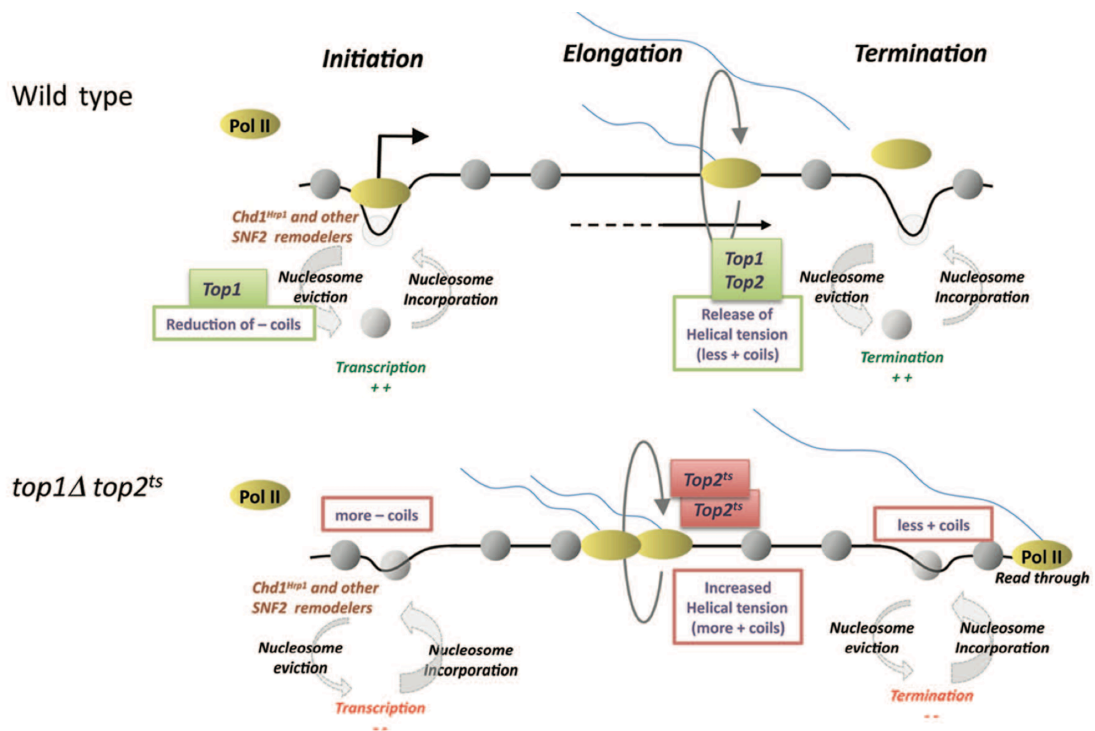 Initiation
Elongation
Termination
Wild type
Pol II
Chd1Hrp1 and other
SNF2 remodelers
Top1
Reduction of – coils
Nucleosome
eviction
Nucleosome
Incorporation
Transcription
+ +
Top1
Top2
Release of
Helical tension
(less + coils)
Nucleosome
eviction
Nucleosome
Incorporation
Termination
+ +
top1Δ top2ts
Pol II
more – coils
Chd1Hrp1 and other
SNF2 remodelers
Nucleosome
eviction
Nucleosome
Incorporation
Transcription
- -
Top2ts
Top2ts
Increased
Helical tension
(more + coils)
less + coils
Pol II
Read through
Nucleosome
eviction
Nucleosome
Incorporation
Termination
- -